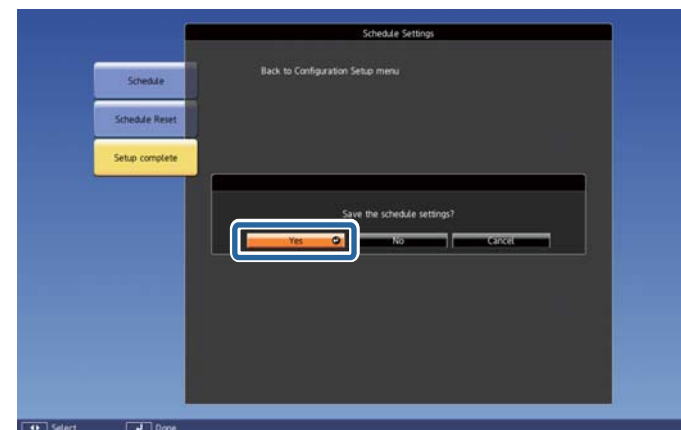 Schedule Settings
Schedule
Schedule Reset
Setup complete
Back to Configuration Setup menu
Save the schedule settings?
Yes No Cancel
Select Done